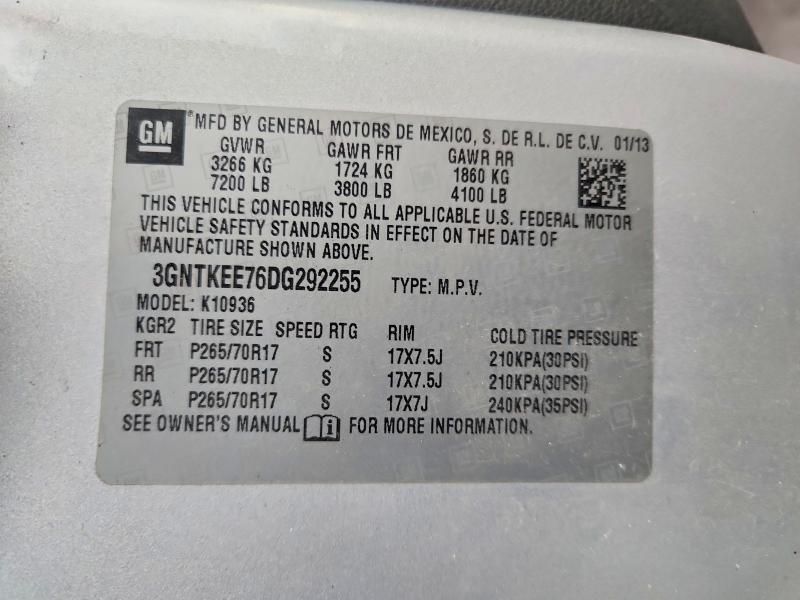 GM ® MFD BY GENERAL MOTORS DE MEXICO, S. DE R.L. DE C.V. 01/13
GVWR GAWR FRT GAWR RR
3266 KG 1724 KG 1860 KG
7200 LB 3800 LB 4100 LB
THIS VEHICLE CONFORMS TO ALL APPLICABLE U.S. FEDERAL MOTOR
VEHICLE SAFETY STANDARDS IN EFFECT ON THE DATE OF
MANUFACTURE SHOWN ABOVE.
3GNTKEE76DG292255 TYPE: M.P.V.
MODEL: K10936
KGR2 TIRE SIZE SPEED RTG RIM COLD TIRE PRESSURE
FRT P265/70R17 S 17X7.5J 210KPA(30PSI)
RR P265/70R17 S 17X7.5J 210KPA(30PSI)
SPA P265/70R17 S 17X7J 240KPA(35PSI)
SEE OWNER'S MANUAL i FOR MORE INFORMATION.